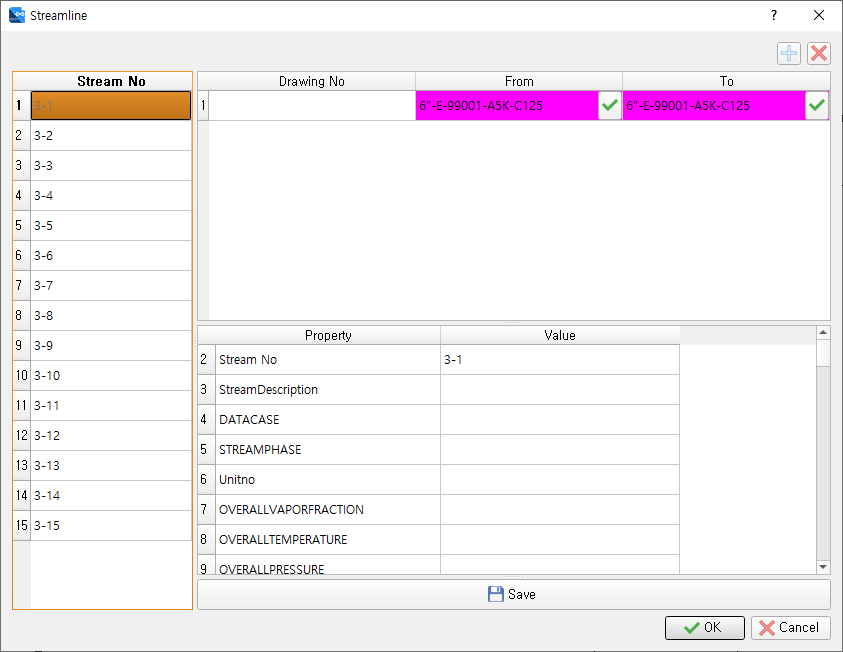 Streamline
?
Stream No
1 3-1
2 3-2
3 3-3
4 3-4
5 3-5
6 3-6
7 3-7
8 3-8
9 3-9
10 3-10
11 3-11
12 3-12
13 3-13
14 3-14
15 3-15
Drawing No From To
1 6"-E-99001-A5K-C125 6"-E-99001-A5K-C125
Property Value
2 Stream No 3-1
3 StreamDescription
4 DATACASE
5 STREAMPHASE
6 Unitno
7 OVERALLVAPORFRACTION
8 OVERALLTEMPERATURE
9 OVERALLPRESSURE
Save
OK Cancel